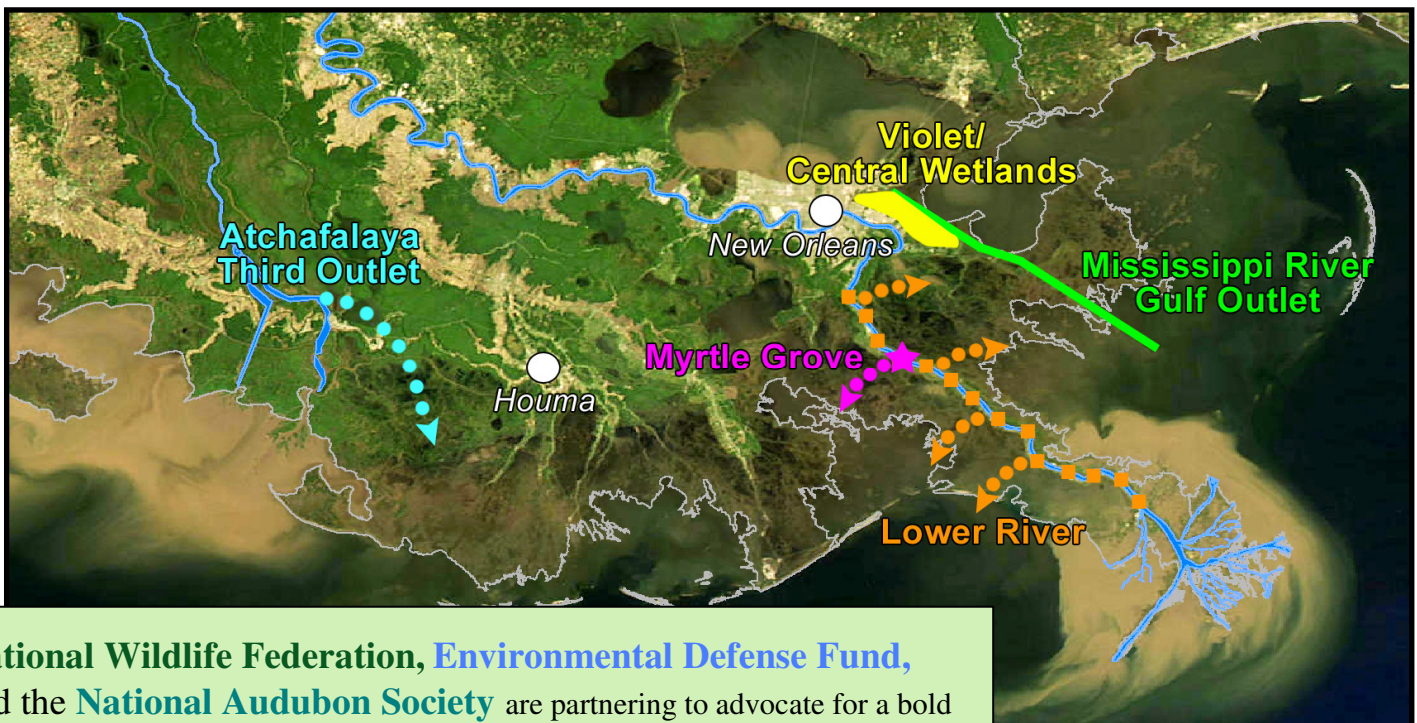 Violet/
Central Wetlands
Atchafalaya
Third Outlet
New Orleans
Mississippi River
Gulf Outlet
Myrtle Grove
Houma
Lower River
ational Wildlife Federation, Environmental Defense Fund,
d the National Audubon Society are partnering to advocate for a bold